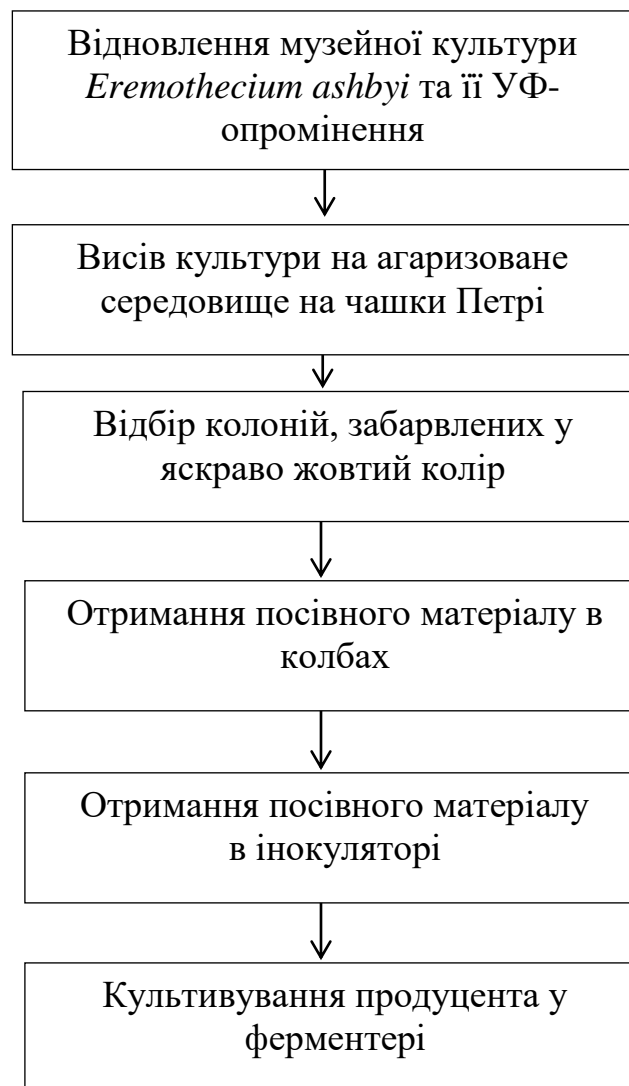 Відновлення музейної культури
Eremothecium ashbyi та її УФ-
опромінення
Висів культури на агаризоване
середовище на чашки Петрі
Відбір колоній, забарвлених у
яскраво жовтий колір
Отримання посівного матеріалу в
колбах
Отримання посівного матеріалу
в інокуляторі
Культивування продуцента у
ферментері